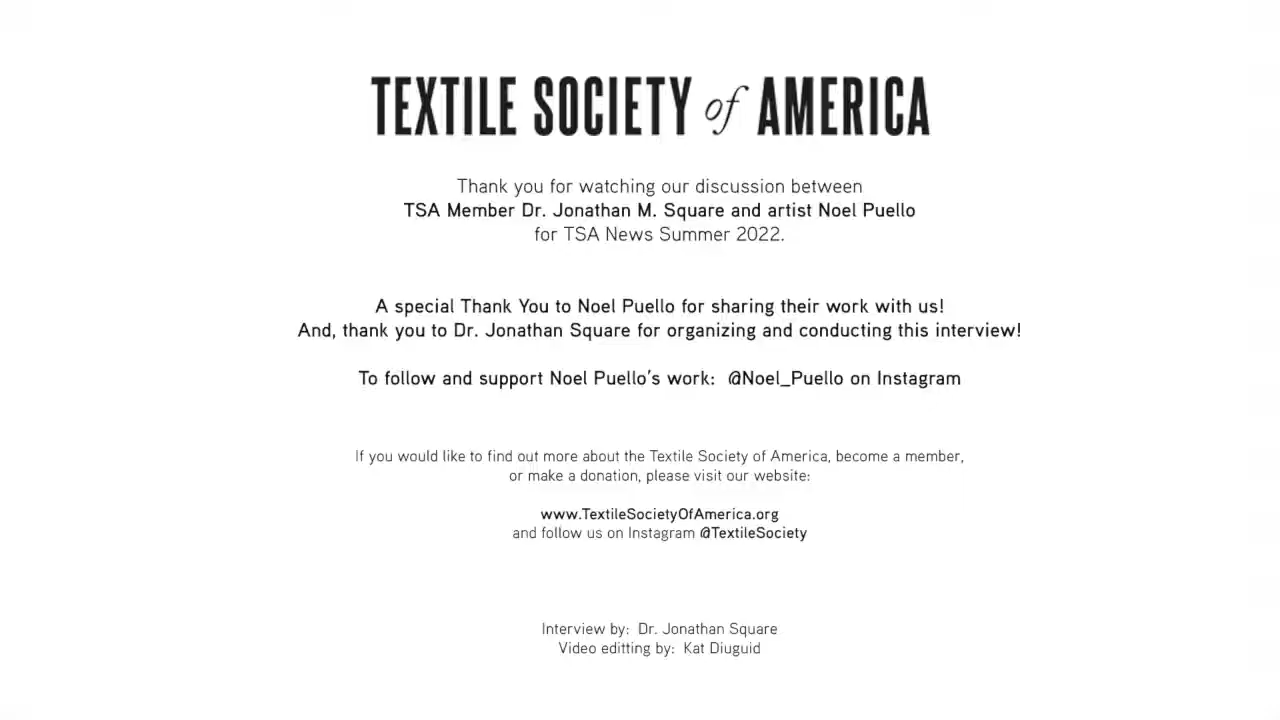 TEXTILE SOCIETY of AMERICA
Thank you for watching our discussion between
TSA Member Dr. Jonathan M. Square and artist Noel Puello
for TSA News Summer 2022.
A special Thank You to Noel Puello for sharing their work with us!
And, thank you to Dr. Jonathan Square for organizing and conducting this interview!
To follow and support Noel Puello's work:  @Noel_Puello on Instagram
If you would like to find out more about the Textile Society of America, become a member,
or make a donation, please visit our website:
www.TextileSocietyOfAmerica.org
and follow us on Instagram @TextileSociety
Interview by:  Dr. Jonathan Square
Video editting by:  Kat Diuguid